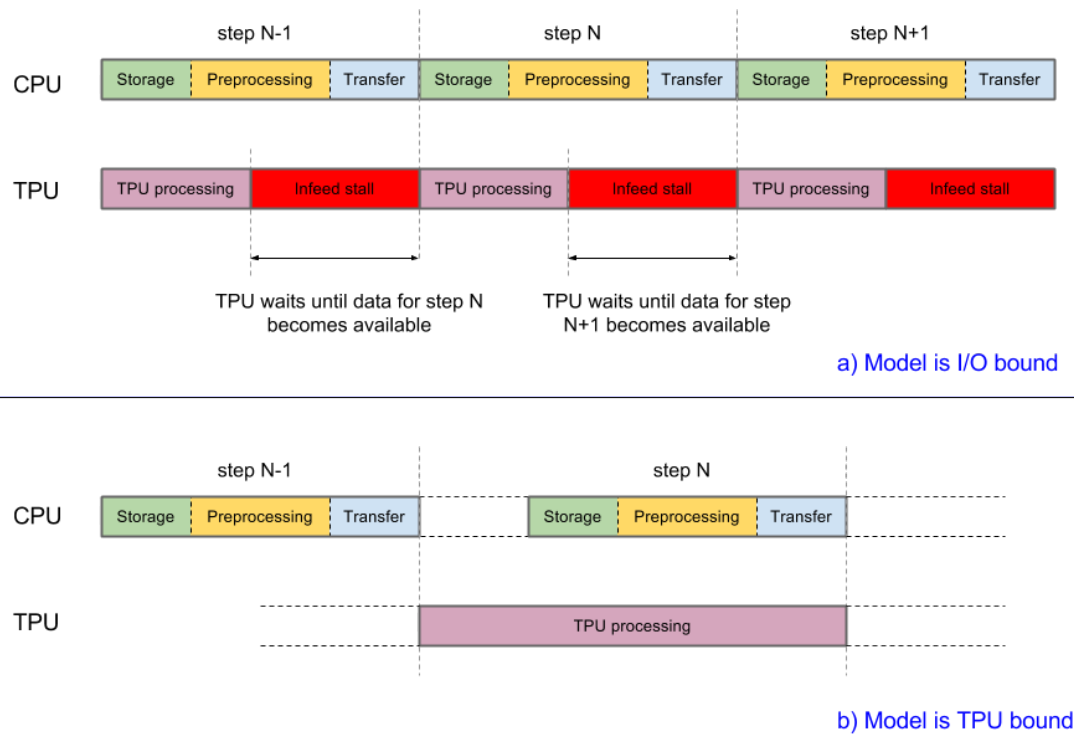 step N-1 step N step N+1
CPU Storage Preprocessing Transfer Storage Preprocessing Transfer Storage Preprocessing Transfer
TPU TPU processing Infeed stall TPU processing Infeed stall TPU processing Infeed stall
TPU waits until data for step N
becomes available
TPU waits until data for step
N+1 becomes available
a) Model is I/O bound
step N-1 step N
CPU Storage Preprocessing Transfer Storage Preprocessing Transfer
TPU TPU processing
b) Model is TPU bound